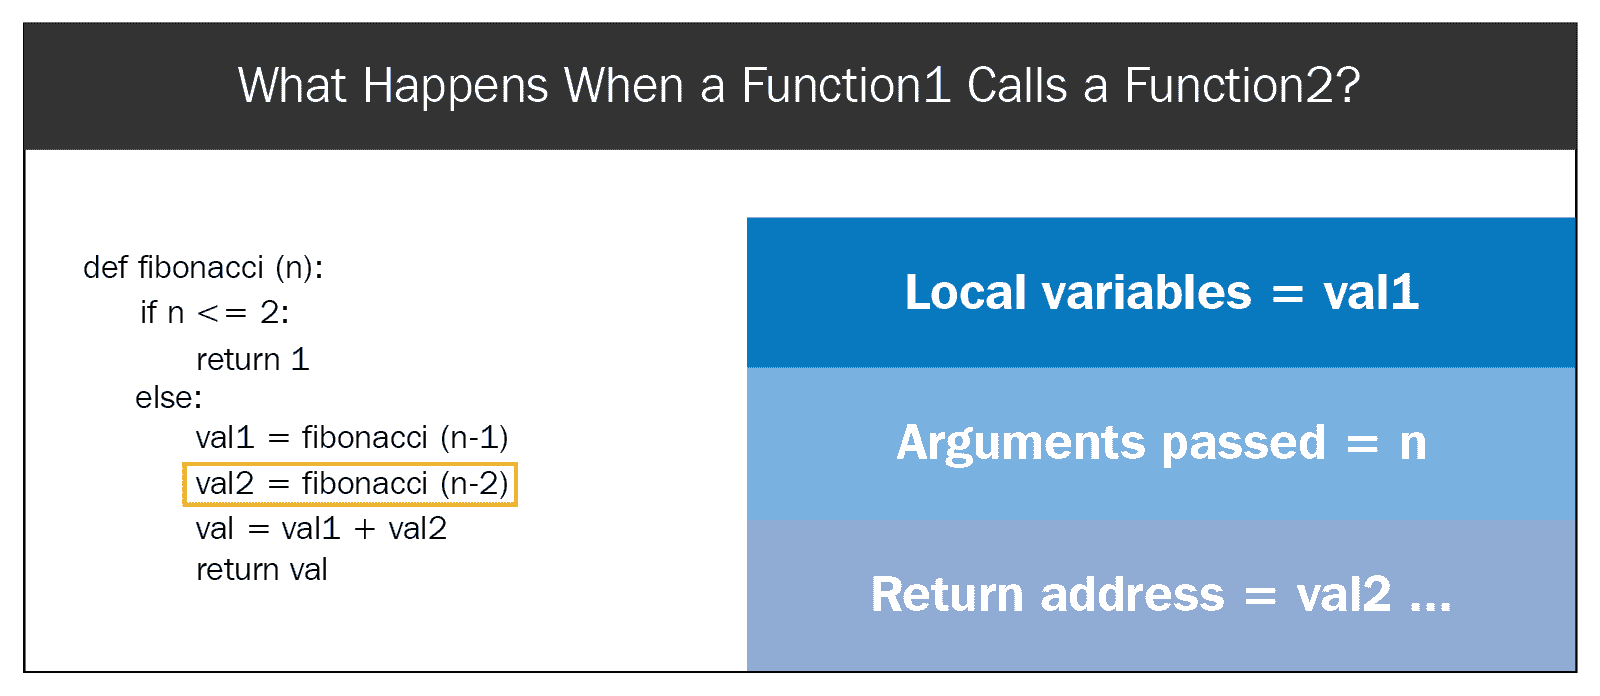 What Happens When a Function1 Calls a Function2?
def fibonacci (n):
if n <= 2:
return 1
else:
val1 = fibonacci (n-1)
val2 = fibonacci (n-2)
val = val1 + val2
return val
Local variables = val1
Arguments passed = n
Return address = val2 ...